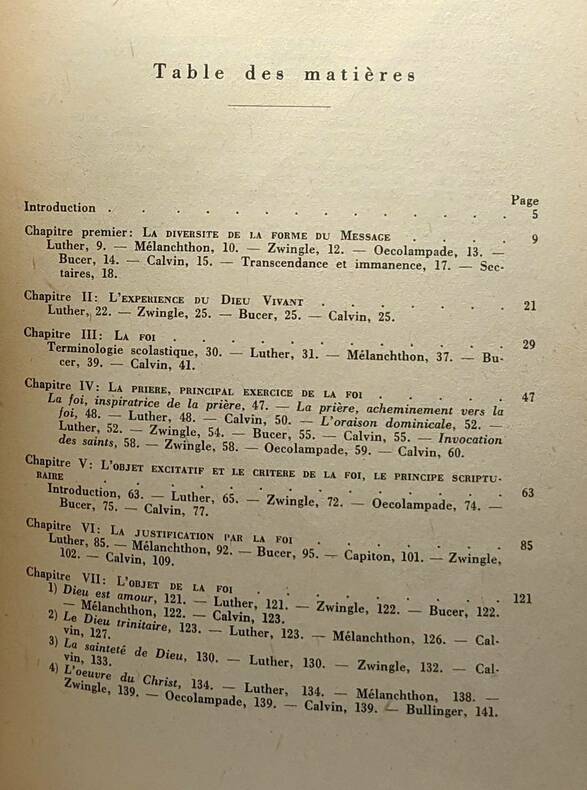 Table des matières
Page
Introduction . . . . . . . . . . . . . . 5
Chapitre premier: LA DIVERSITE DE LA FORME DU MESSAGE . . . . 9
Luther, 9. — Mélanchthon, 10. — Zwingle, 12. — Oecolampade, 13. —
Bucer, 14. — Calvin, 15. — Transcendance et immanence, 17. — Sec-
taires, 18.
Chapitre II: L'EXPERIENCE DU DIEU VIVANT . . . . . . 21
Luther, 22. — Zwingle, 25. — Bucer, 25. — Calvin, 25.
Chapitre III: LA FOI . . . . . . . . . . . . 29
Terminologie scolastique, 30. — Luther, 31. — Mélanchthon, 37. — Bu-
cer, 39. — Calvin, 41.
Chapitre IV: LA PRIERE, PRINCIPAL EXERCICE DE LA FOI . . . . . 47
La foi, inspiratrice de la prière, 47. — La prière, acheminement vers la
foi, 48. — Luther, 48. — Calvin, 50. — L'oraison dominicale, 52. —
Luther, 52. — Zwingle, 54. — Bucer, 55. — Calvin, 55. — Invocation
des saints, 58. — Zwingle, 58. — Oecolampade, 59. — Calvin, 60.
Chapitre V: L'OBJET EXCITATIF ET LE CRITERE DE LA FOI, LE PRINCIPE SCRIPTU-
RAIRE . . . . . . . . . . . . . . 63
Introduction, 63. — Luther, 65. — Zwingle, 72. — Oecolampade, 74. —
Bucer, 75. — Calvin, 77.
Chapitre VI: LA JUSTIFICATION PAR LA FOI . . . . . . . 85
Luther, 85. — Mélanchthon, 92. — Bucer, 95. — Capiton, 101. — Zwingle,
102. — Calvin, 109.
Chapitre VII: L'OBJET DE LA FOI . . . . . . . . 121
1) Dieu est amour, 121. — Luther, 121. — Zwingle, 122. — Bucer, 122.
— Mélanchthon, 122. — Calvin, 123.
2) Le Dieu trinitaire, 123. — Luther, 123. — Mélanchthon, 126. — Cal-
vin, 127.
3) La sainteté de Dieu, 130. — Luther, 130. — Zwingle, 132. — Cal-
vin, 133.
4) L'oeuvre du Christ, 134. — Luther, 134. — Mélanchthon, 138. —
Zwingle, 139. — Oecolampade, 139. — Calvin, 139. — Bullinger, 141.